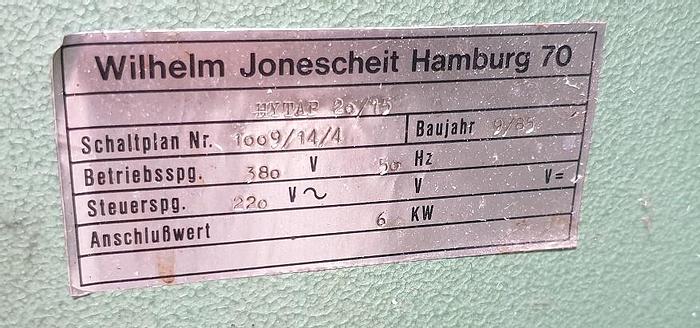 Wilhelm Jonescheit Hamburg 70
HYTAP 20/15
Schaltplan Nr. 1009/14/4 Baujahr 9/85
Betriebsspg. 380 V 50 Hz
Steuerspg. 220 V~ V V=
Anschlußwert 6 KW